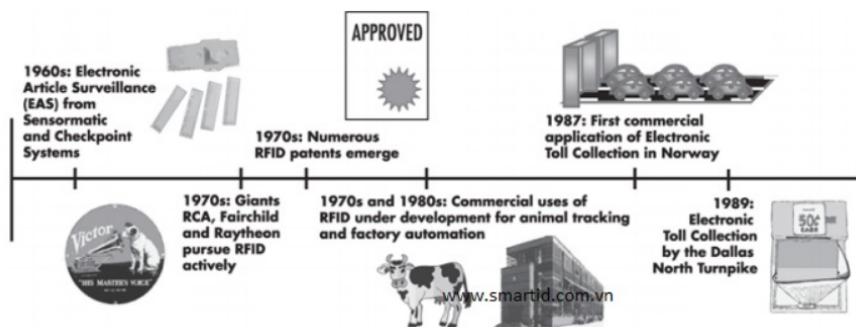 1960s: Electronic
Article Surveillance
(EAS) from
Sensormatic
and Checkpoint
Systems
APPROVED
1970s: Numerous
RFID patents emerge
1987: First commercial
application of Electronic
Toll Collection in Norway
Victor
"HIS MASTER'S VOICE"
1970s: Giants
RCA, Fairchild
and Raytheon
pursue RFID
actively
1970s and 1980s: Commercial uses of
RFID under development for animal tracking
and factory automation
www.smartid.com.vn
1989:
Electronic
Toll Collection
by the Dallas
North Turnpike
50¢